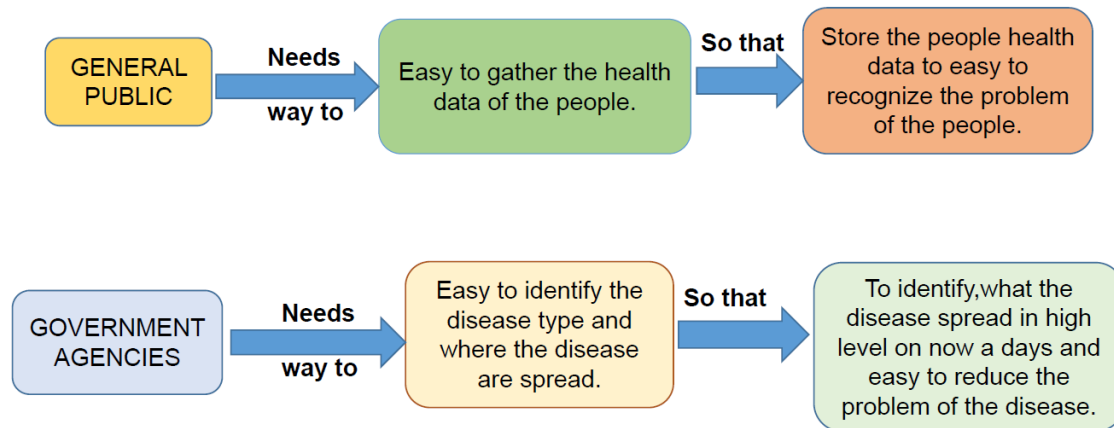 GENERAL
PUBLIC
Needs
way to
Easy to gather the health
data of the people.
So that
Store the people health
data to easy to
recognize the problem
of the people.
GOVERNMENT
AGENCIES
Needs
way to
Easy to identify the
disease type and
where the disease
are spread.
So that
To identify,what the
disease spread in high
level on now a days and
easy to reduce the
problem of the disease.